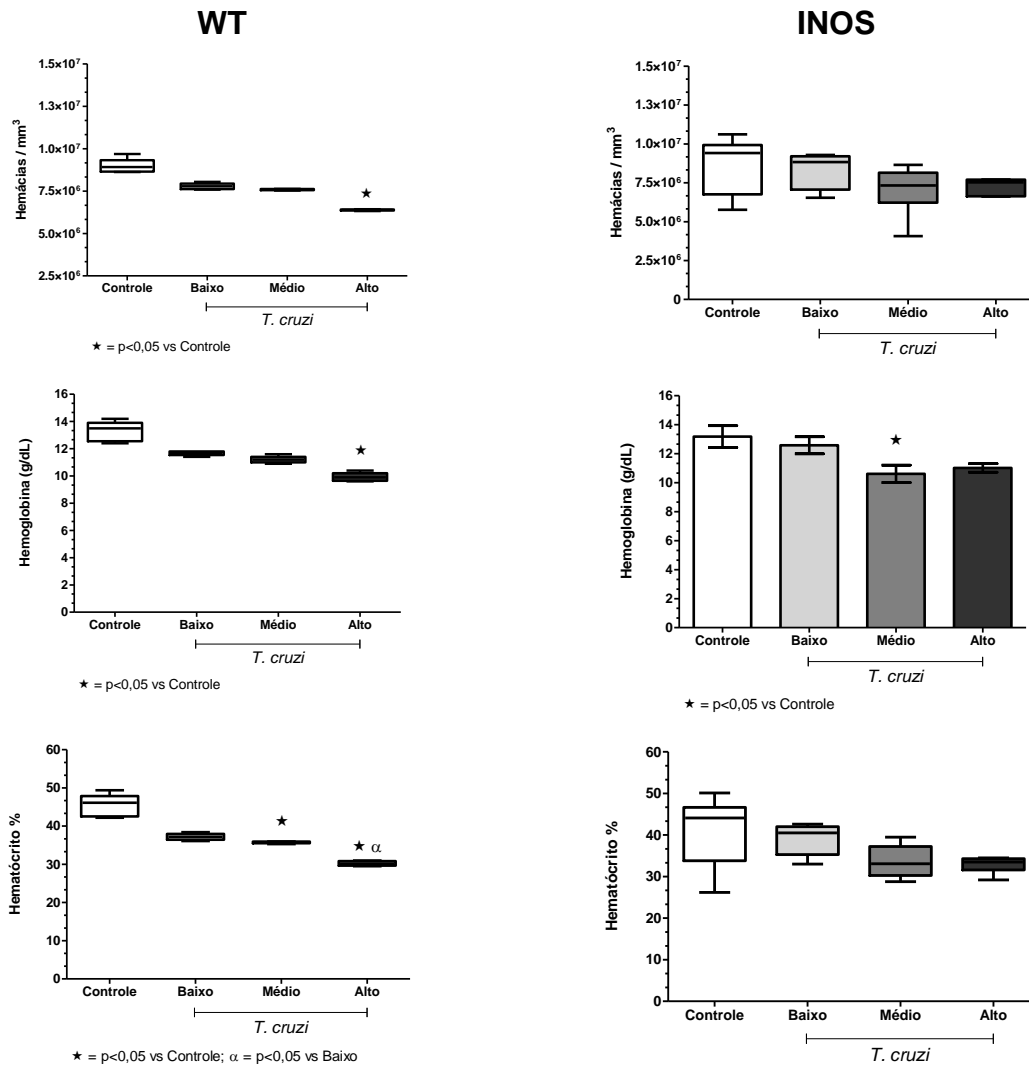 WT
INOS
Hemácias / mm³
1.5×10⁷
1.3×10⁷
1.0×10⁷
7.5×10⁶
5.0×10⁶
2.5×10⁶
★
Controle Baixo Médio Alto
T. cruzi
★ = p<0,05 vs Controle
Hemácias / mm³
1.5×10⁷
1.3×10⁷
1.0×10⁷
7.5×10⁶
5.0×10⁶
2.5×10⁶
0
Controle Baixo Médio Alto
T. cruzi
Hemoglobina (g/dL)
16
14
12
10
8
6
4
2
0
★
Controle Baixo Médio Alto
T. cruzi
★ = p<0,05 vs Controle
Hemoglobina (g/dL)
16
14
12
10
8
6
4
2
0
★
Controle Baixo Médio Alto
T. cruzi
★ = p<0,05 vs Controle
Hematócrito %
60
50
40
30
20
10
0
★
★ α
Controle Baixo Médio Alto
T. cruzi
★ = p<0,05 vs Controle; α = p<0,05 vs Baixo
Hematócrito %
60
50
40
30
20
10
0
Controle Baixo Médio Alto
T. cruzi